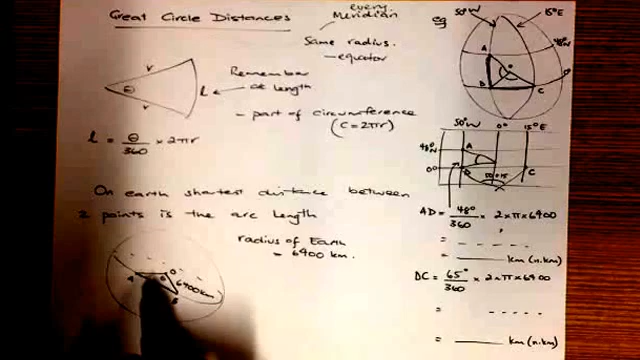 Great Circle Distances
every
Meridian
Same radius.
- equator
r
θ
r
L
Remember
arc length
- part of circumference
(C = 2πr)
l = θ/360 × 2πr
On earth shortest distance between
2 points is the arc length
radius of Earth
= 6400 km.
A
O
θ
B
6400km
eg
50°W
15°E
48°N
A
O
D
C
50°W
0°
15°E
48°N
A
0°
D
50
15
C
AD = 48°/360 × 2×π×6400
= - - - - -
= km (n.km)
DC = 65°/360 × 2×π×6400
= - - - - -
= km (n.km)